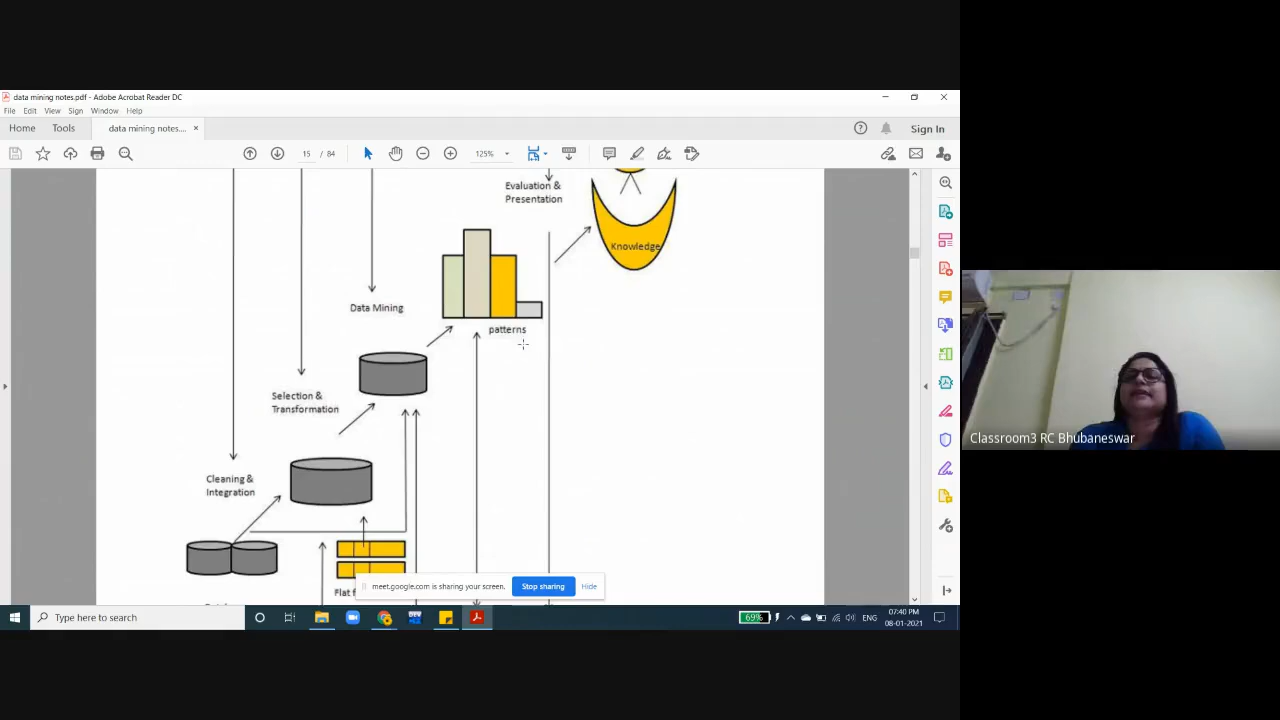 data mining notes.pdf - Adobe Acrobat Reader DC
File Edit View Sign Window Help
Home Tools data mining notes.... × Sign In
15 / 84 125%
Evaluation &
Presentation
Knowledge
Data Mining
patterns
Selection &
Transformation
Cleaning &
Integration
Flat f
meet.google.com is sharing your screen. Stop sharing Hide
Type here to search
69% ENG 07:40 PM
08-01-2021
Classroom3 RC Bhubaneswar